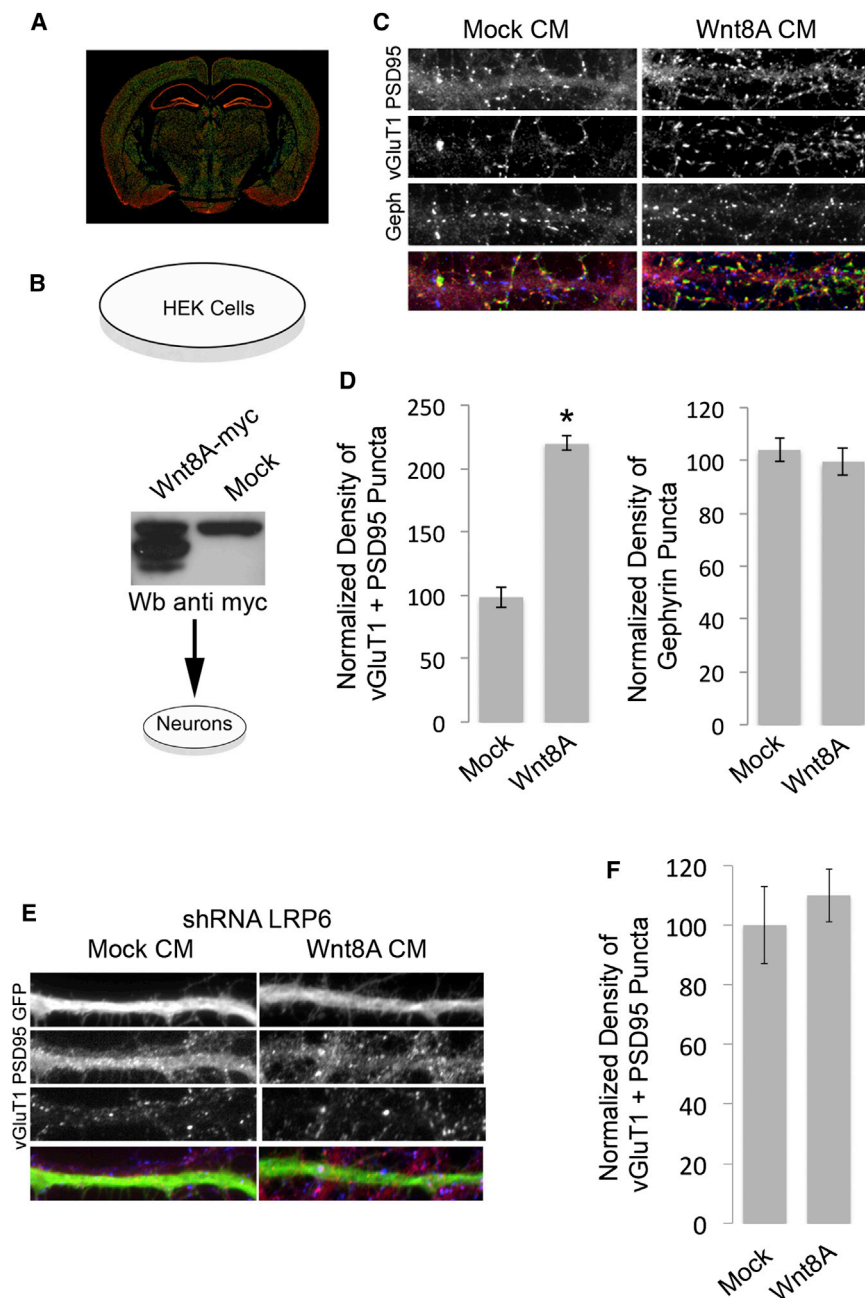 A
B
HEK Cells
Wnt8A-myc
Mock
Wb anti myc
Neurons
C
Mock CM
Wnt8A CM
PSD95
vGluT1
Geph
D
Normalized Density of
vGluT1 + PSD95 Puncta
250
200
150
100
50
0
*
Mock
Wnt8A
Normalized Density of
Gephyrin Puncta
120
100
80
60
40
20
0
Mock
Wnt8A
E
shRNA LRP6
Mock CM
Wnt8A CM
GFP
PSD95
vGluT1
F
Normalized Density of
vGluT1 + PSD95 Puncta
120
100
80
60
40
20
0
Mock
Wnt8A